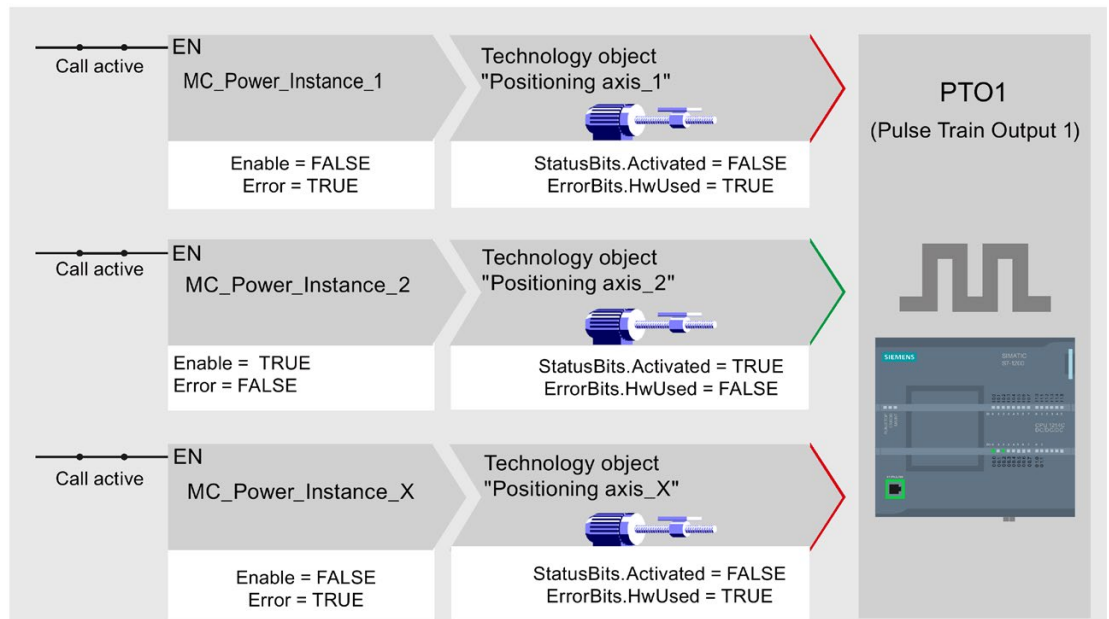 EN
Call active
MC_Power_Instance_1
Technology object
"Positioning axis_1"
Enable = FALSE
Error = TRUE
StatusBits.Activated = FALSE
ErrorBits.HwUsed = TRUE
EN
Call active
MC_Power_Instance_2
Technology object
"Positioning axis_2"
Enable = TRUE
Error = FALSE
StatusBits.Activated = TRUE
ErrorBits.HwUsed = FALSE
EN
Call active
MC_Power_Instance_X
Technology object
"Positioning axis_X"
Enable = FALSE
Error = TRUE
StatusBits.Activated = FALSE
ErrorBits.HwUsed = TRUE
PTO1
(Pulse Train Output 1)
SIEMENS
SIMATIC